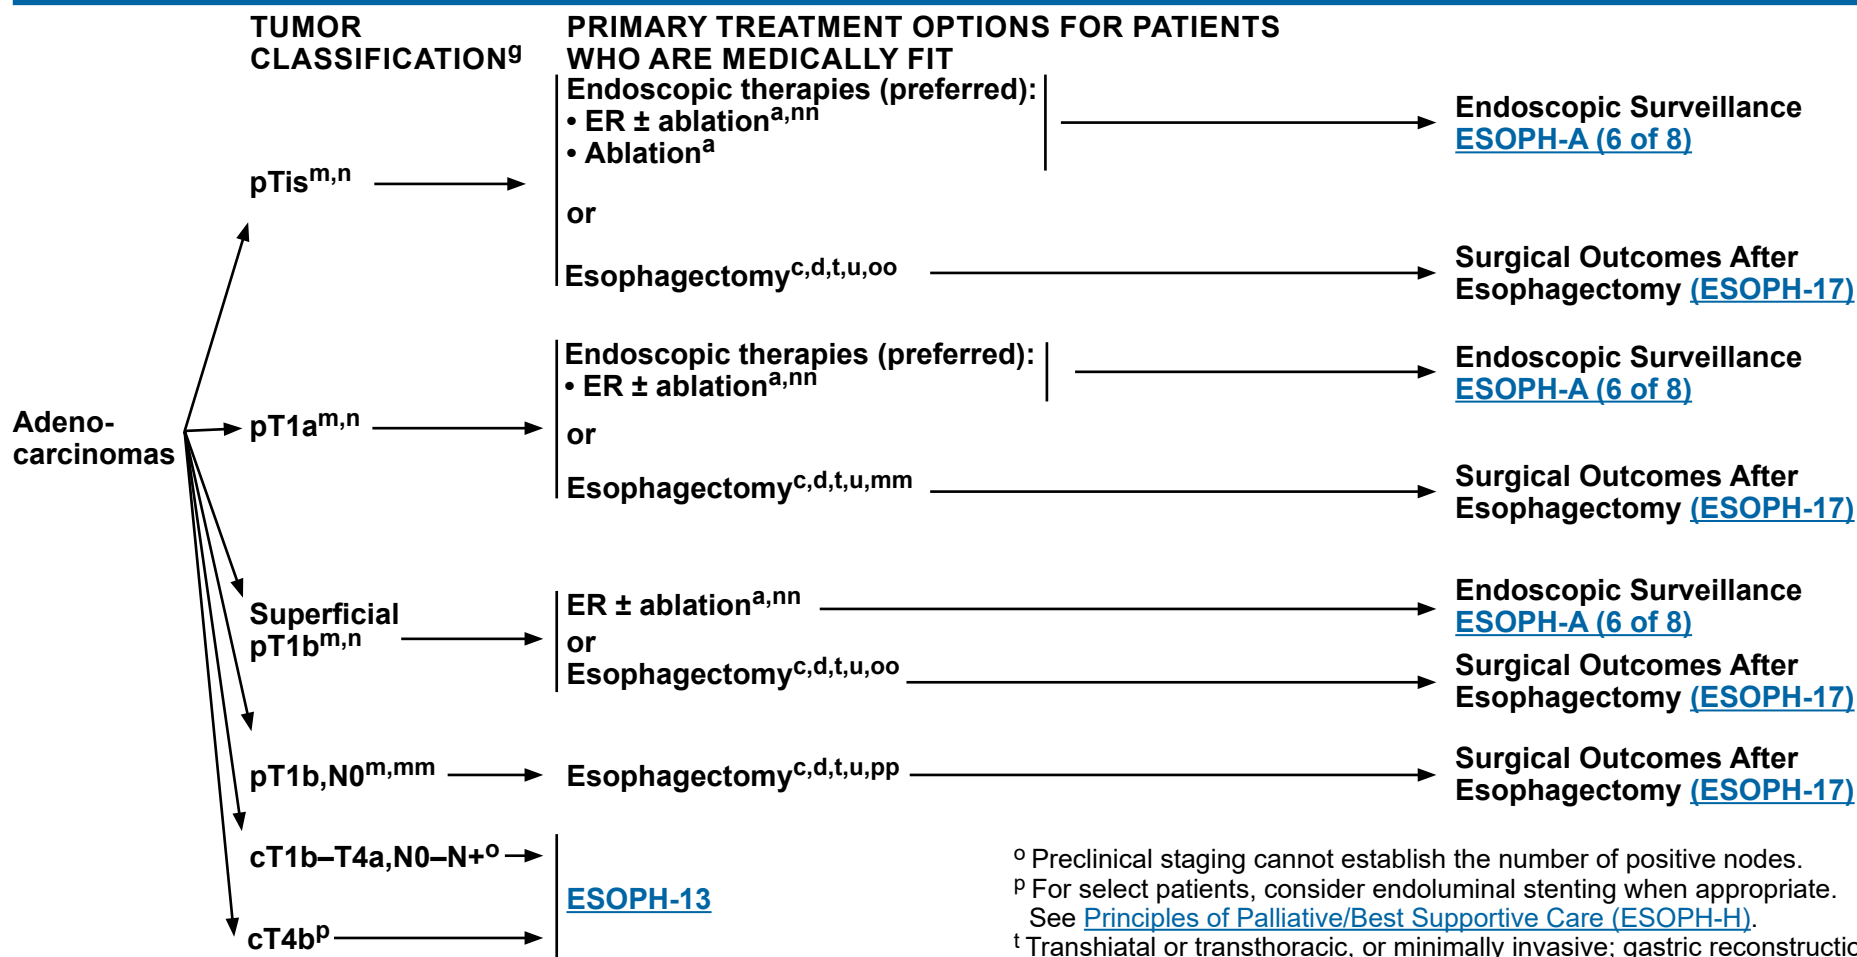 TUMOR
CLASSIFICATIONg
PRIMARY TREATMENT OPTIONS FOR PATIENTS
WHO ARE MEDICALLY FIT
Adeno-
carcinomas
pTism,n
Endoscopic therapies (preferred):
• ER ± ablationa,nn
• Ablationa
Endoscopic Surveillance
ESOPH-A (6 of 8)
or
Esophagectomyc,d,t,u,oo
Surgical Outcomes After
Esophagectomy (ESOPH-17)
pT1am,n
Endoscopic therapies (preferred):
• ER ± ablationa,nn
Endoscopic Surveillance
ESOPH-A (6 of 8)
or
Esophagectomyc,d,t,u,mm
Surgical Outcomes After
Esophagectomy (ESOPH-17)
Superficial
pT1bm,n
ER ± ablationa,nn
Endoscopic Surveillance
ESOPH-A (6 of 8)
or
Esophagectomyc,d,t,u,oo
Surgical Outcomes After
Esophagectomy (ESOPH-17)
pT1b,N0m,mm
Esophagectomyc,d,t,u,pp
Surgical Outcomes After
Esophagectomy (ESOPH-17)
cT1b–T4a,N0–N+o
cT4bp
ESOPH-13
o Preclinical staging cannot establish the number of positive nodes.
p For select patients, consider endoluminal stenting when appropriate.
See Principles of Palliative/Best Supportive Care (ESOPH-H).
t Transhiatal or transthoracic, or minimally invasive; gastric reconstructio